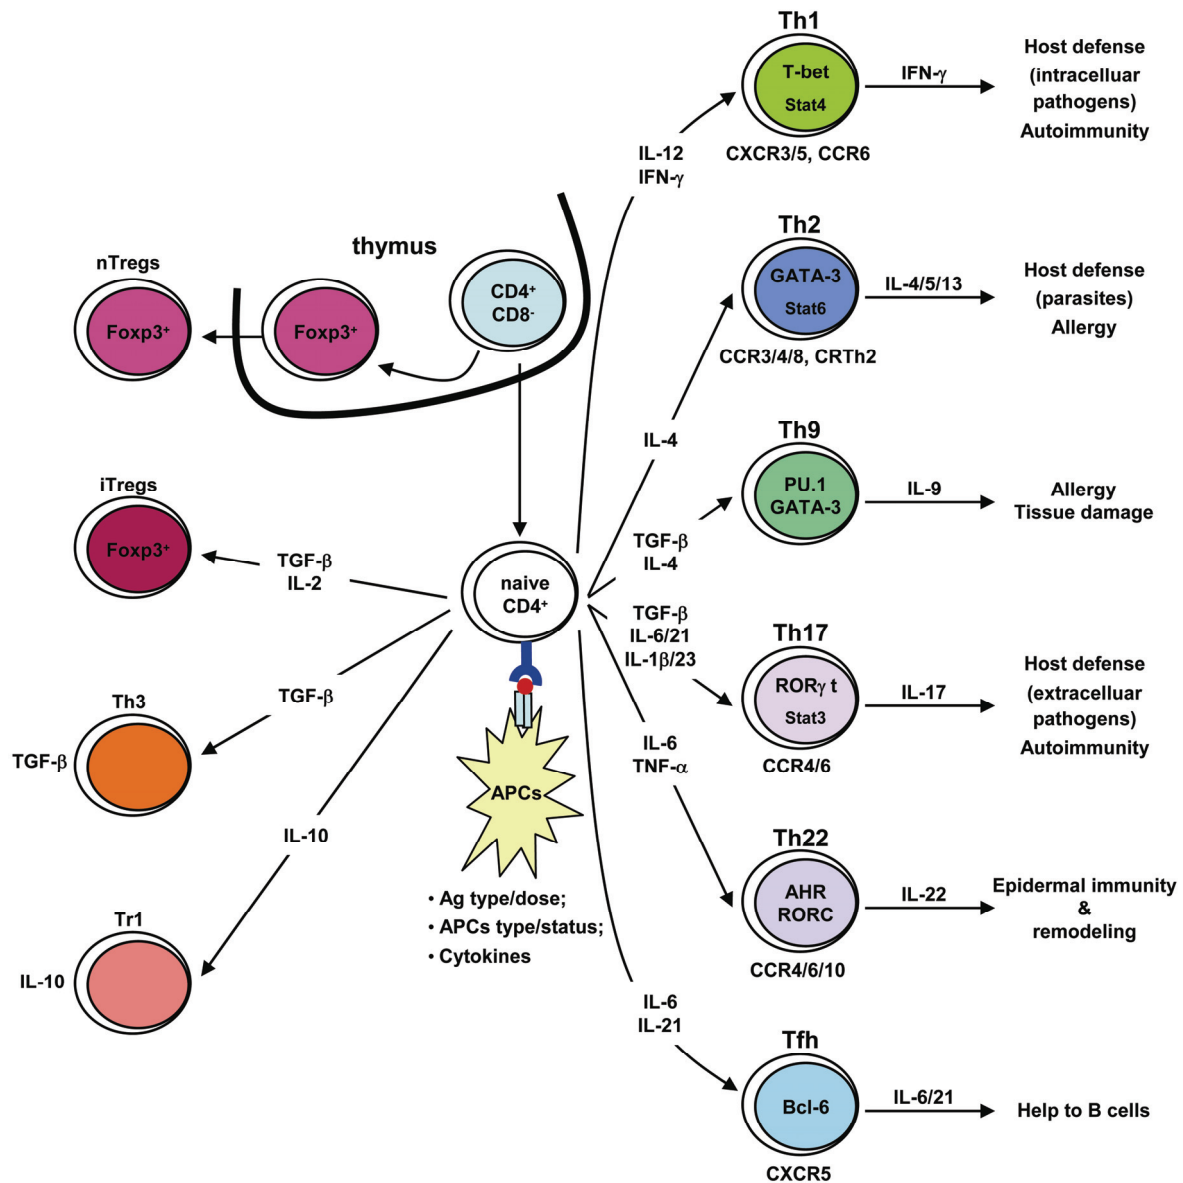 Th1
T-bet
Stat4
CXCR3/5, CCR6
IFN-γ
Host defense
(intracelluar
pathogens)
Autoimmunity
IL-12
IFN-γ
thymus
CD4⁺
CD8⁻
Foxp3⁺
nTregs
Foxp3⁺
Th2
GATA-3
Stat6
CCR3/4/8, CRTh2
IL-4/5/13
Host defense
(parasites)
Allergy
IL-4
Th9
PU.1
GATA-3
IL-9
Allergy
Tissue damage
TGF-β
IL-4
iTregs
Foxp3⁺
TGF-β
IL-2
naive
CD4⁺
TGF-β
IL-6/21
IL-1β/23
Th17
RORγ t
Stat3
CCR4/6
IL-17
Host defense
(extracelluar
pathogens)
Autoimmunity
Th3
TGF-β
TGF-β
APCs
• Ag type/dose;
• APCs type/status;
• Cytokines
IL-6
TNF-α
Th22
AHR
RORC
CCR4/6/10
IL-22
Epidermal immunity
&
remodeling
IL-10
Tr1
IL-10
IL-6
IL-21
Tfh
Bcl-6
CXCR5
IL-6/21
Help to B cells